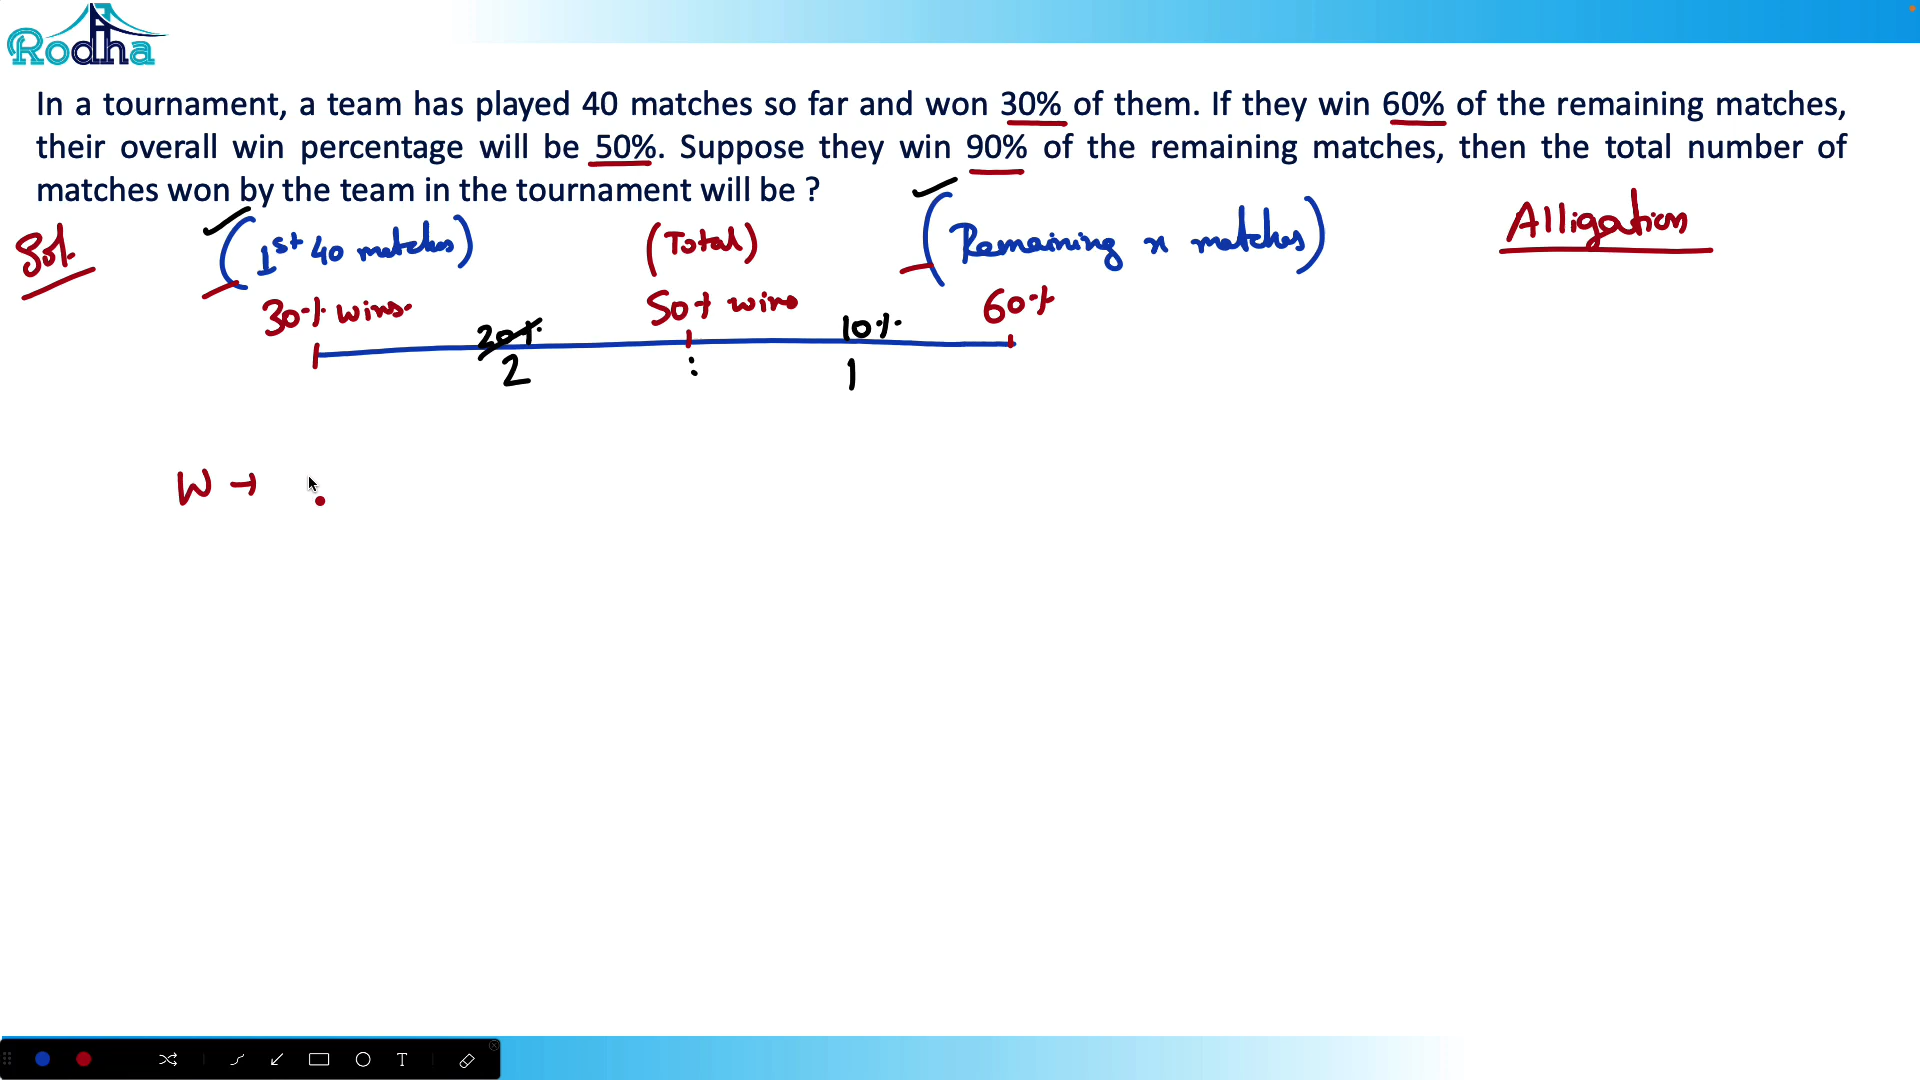 Rodha
In a tournament, a team has played 40 matches so far and won 30% of them. If they win 60% of the remaining matches,
their overall win percentage will be 50%. Suppose they win 90% of the remaining matches, then the total number of
matches won by the team in the tournament will be ?
Sol.
(1st 40 matches) (Total) (Remaining x matches) Alligation
30% wins. 50% wins 60%
20% 10%
2 : 1
W →
T